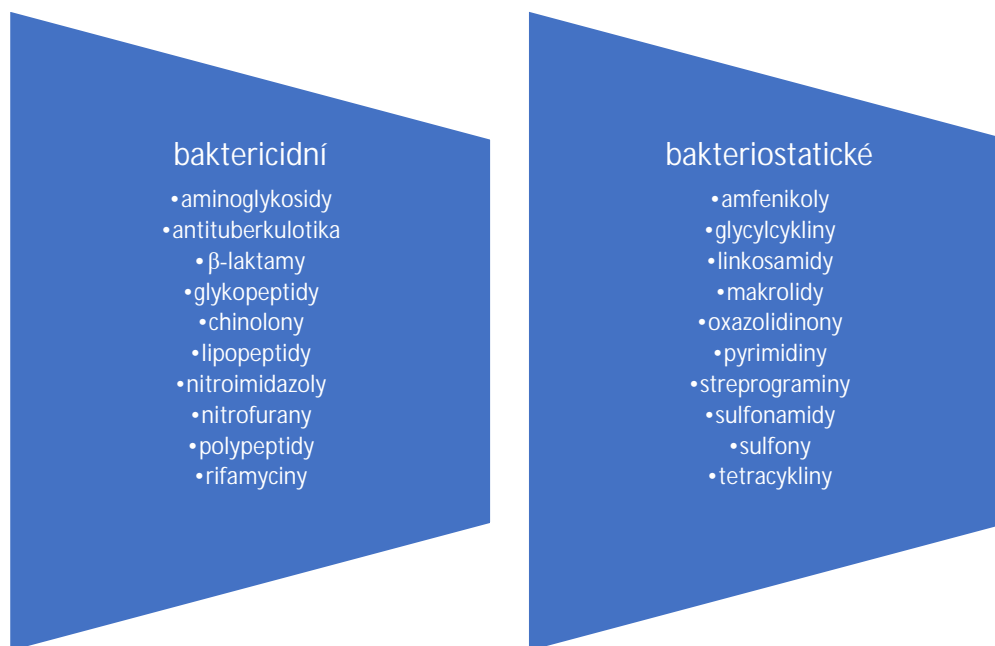 baktericidní
•aminoglykosidy
•antituberkulotika
•β-laktamy
•glykopeptidy
•chinolony
•lipopeptidy
•nitroimidazoly
•nitrofurany
•polypeptidy
•rifamyciny
bakteriostatické
•amfenikoly
•glycylcykliny
•linkosamidy
•makrolidy
•oxazolidinony
•pyrimidiny
•streprograminy
•sulfonamidy
•sulfony
•tetracykliny